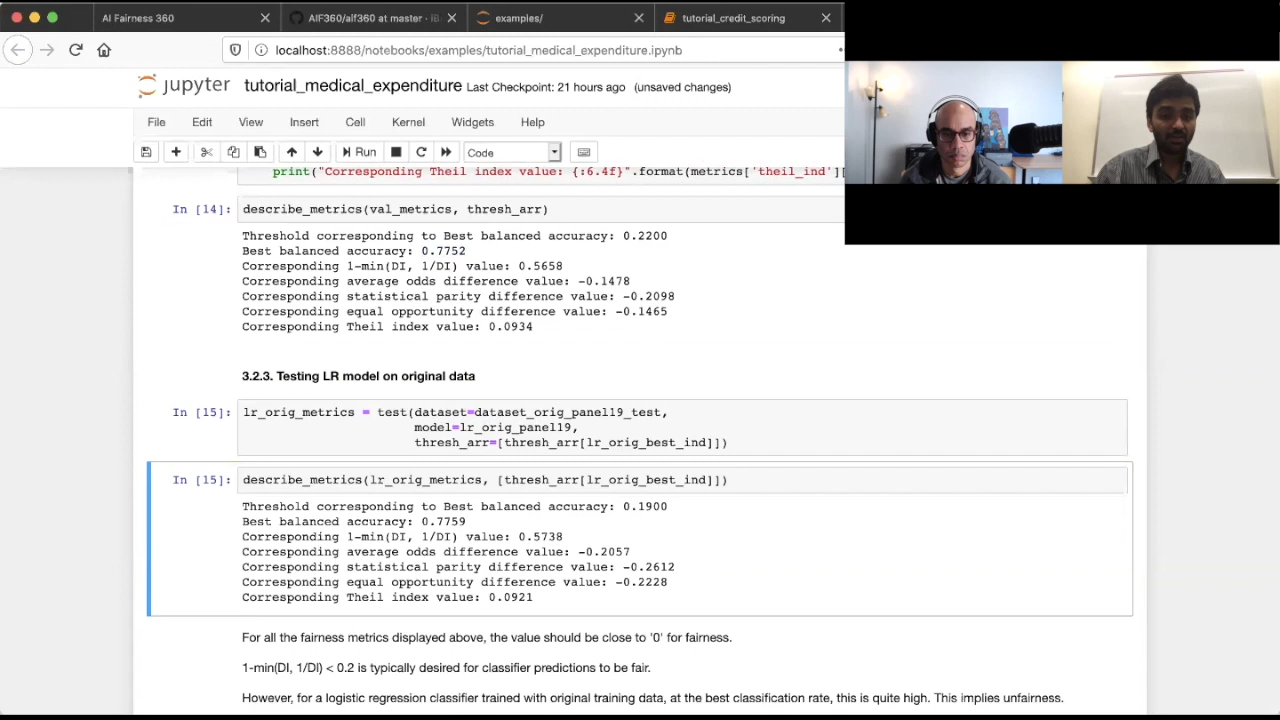 AI Fairness 360
AIF360/aif360 at master · IB
examples/
tutorial_credit_scoring
localhost:8888/notebooks/examples/tutorial_medical_expenditure.ipynb
jupyter tutorial_medical_expenditure Last Checkpoint: 21 hours ago (unsaved changes)
File Edit View Insert Cell Kernel Widgets Help
Run Code
print("Corresponding Theil index value: {:6.4f}".format(metrics['theil_ind'][
In [14]: describe_metrics(val_metrics, thresh_arr)
Threshold corresponding to Best balanced accuracy: 0.2200
Best balanced accuracy: 0.7752
Corresponding 1-min(DI, 1/DI) value: 0.5658
Corresponding average odds difference value: -0.1478
Corresponding statistical parity difference value: -0.2098
Corresponding equal opportunity difference value: -0.1465
Corresponding Theil index value: 0.0934
3.2.3. Testing LR model on original data
In [15]: lr_orig_metrics = test(dataset=dataset_orig_panel19_test,
model=lr_orig_panel19,
thresh_arr=[thresh_arr[lr_orig_best_ind]])
In [15]: describe_metrics(lr_orig_metrics, [thresh_arr[lr_orig_best_ind]])
Threshold corresponding to Best balanced accuracy: 0.1900
Best balanced accuracy: 0.7759
Corresponding 1-min(DI, 1/DI) value: 0.5738
Corresponding average odds difference value: -0.2057
Corresponding statistical parity difference value: -0.2612
Corresponding equal opportunity difference value: -0.2228
Corresponding Theil index value: 0.0921
For all the fairness metrics displayed above, the value should be close to '0' for fairness.
1-min(DI, 1/DI) < 0.2 is typically desired for classifier predictions to be fair.
However, for a logistic regression classifier trained with original training data, at the best classification rate, this is quite high. This implies unfairness.